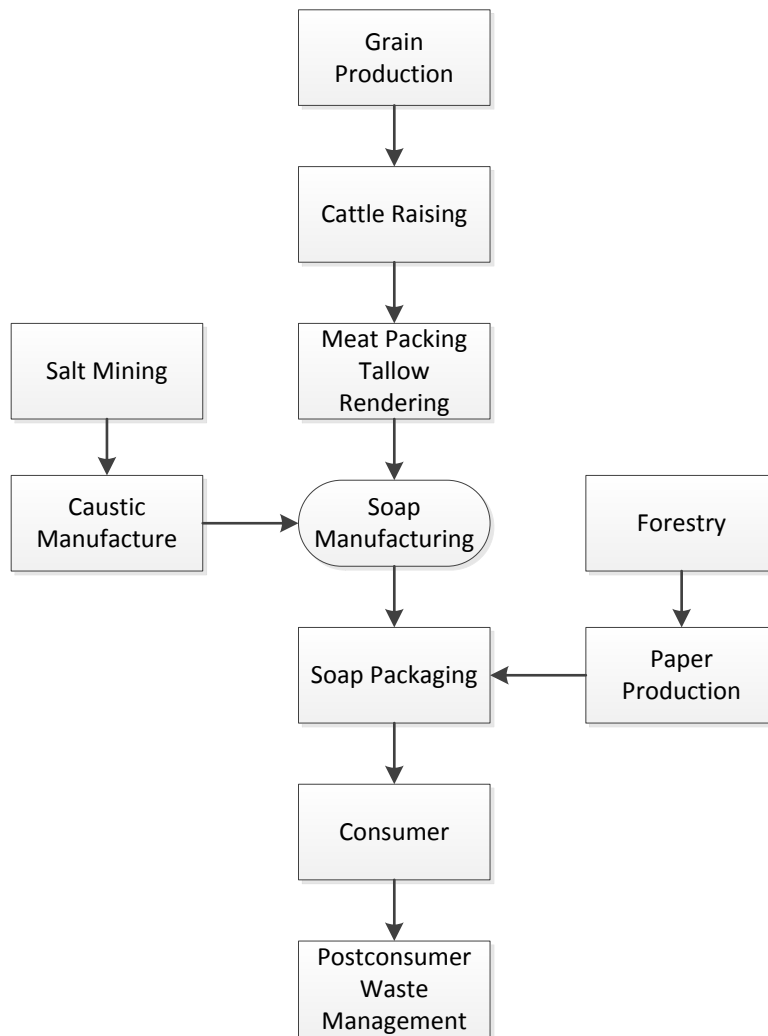 Grain
Production
Cattle Raising
Meat Packing
Tallow
Rendering
Salt Mining
Caustic
Manufacture
Soap
Manufacturing
Forestry
Soap Packaging
Paper
Production
Consumer
Postconsumer
Waste
Management